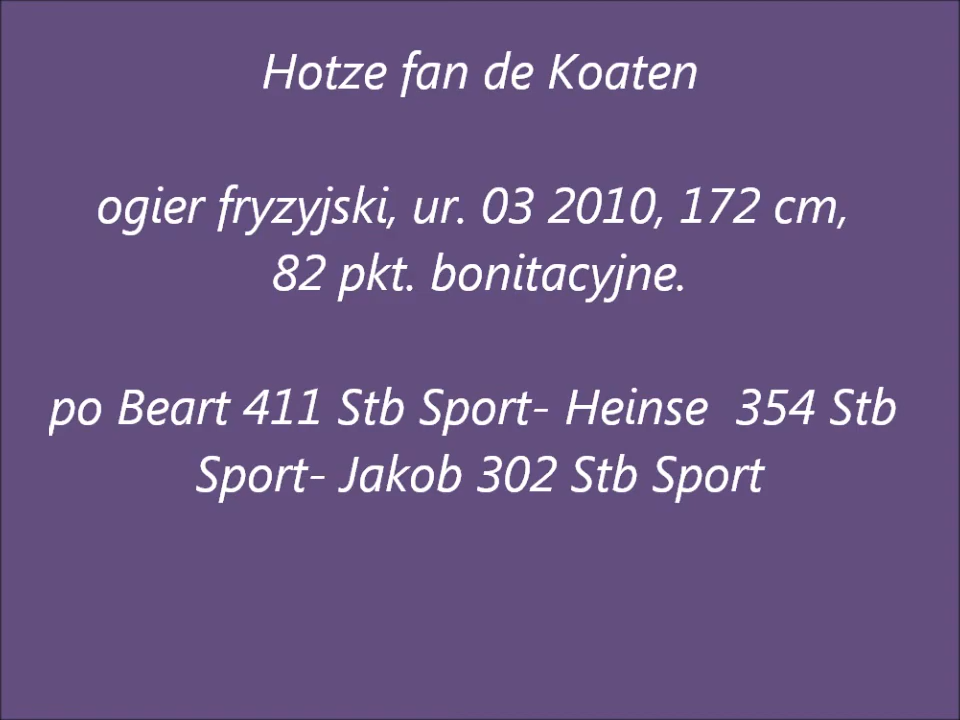 Hotze fan de Koaten
ogier fryzyjski, ur. 03 2010, 172 cm,
82 pkt. bonitacyjne.
po Beart 411 Stb Sport- Heinse  354 Stb
Sport- Jakob 302 Stb Sport